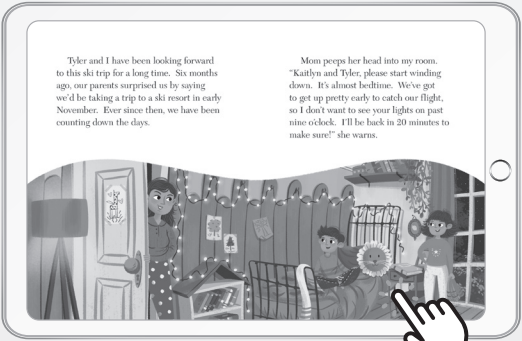 Tyler and I have been looking forward
to this ski trip for a long time. Six months
ago, our parents surprised us by saying
we'd be taking a trip to a ski resort in early
November. Ever since then, we have been
counting down the days.
Mom peeps her head into my room.
"Kaitlyn and Tyler, please start winding
down. It's almost bedtime. We've got
to get up pretty early to catch our flight,
so I don't want to see your lights on past
nine o'clock. I'll be back in 20 minutes to
make sure!" she warns.